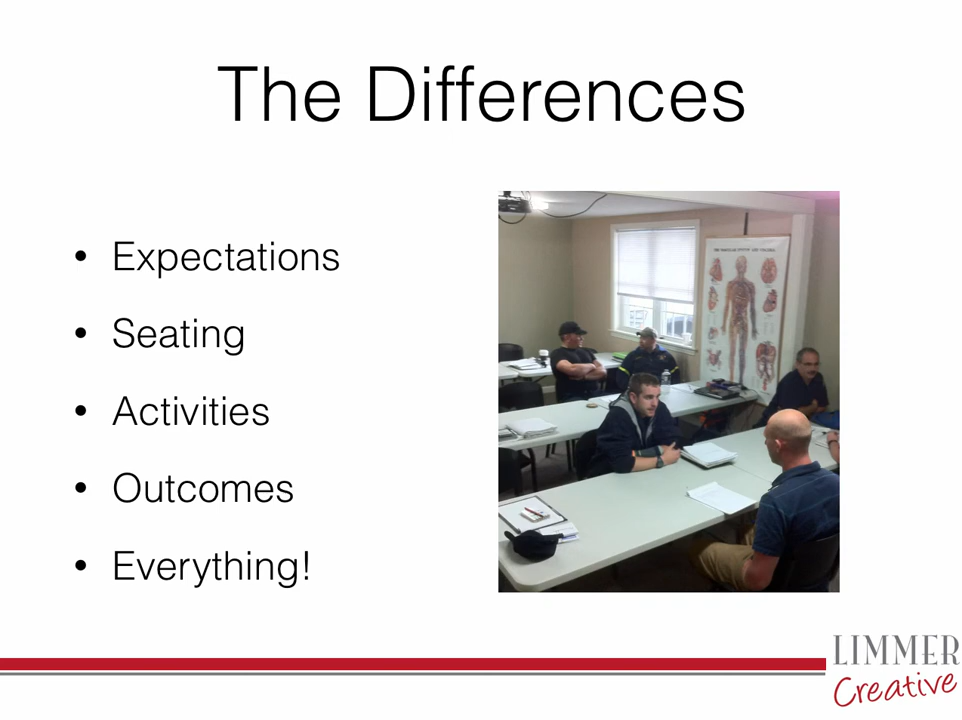 The Differences
• Expectations
• Seating
• Activities
• Outcomes
• Everything!
LIMMER
Creative